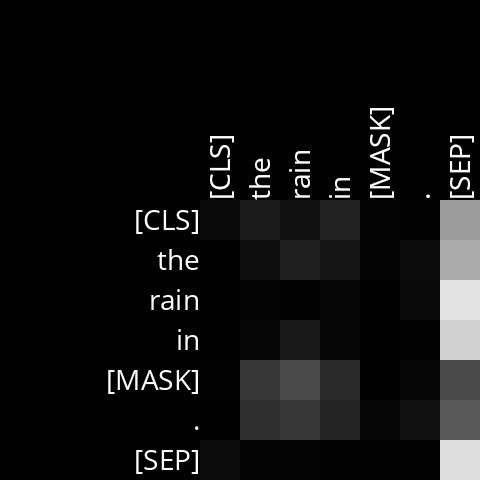 [CLS] the rain in [MASK] . [SEP]
[CLS]
the
rain
in
[MASK]
.
[SEP]